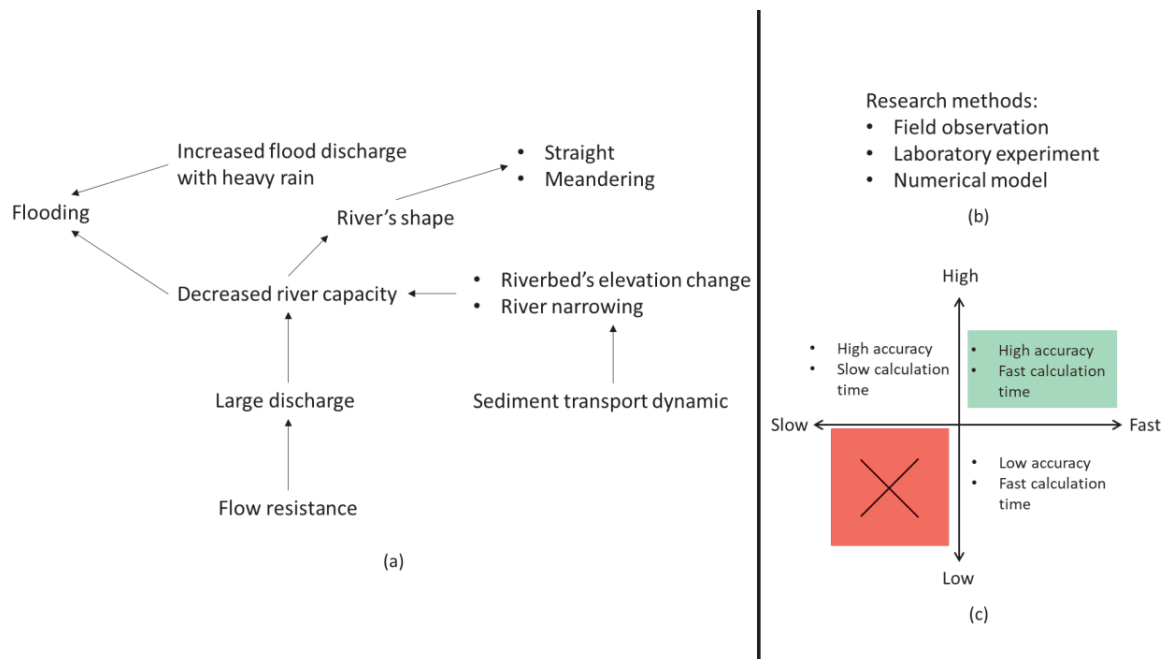 Increased flood discharge
with heavy rain
Flooding
• Straight
• Meandering
River's shape
Decreased river capacity
• Riverbed's elevation change
• River narrowing
Large discharge
Sediment transport dynamic
Flow resistance
(a)
Research methods:
• Field observation
• Laboratory experiment
• Numerical model
(b)
High
• High accuracy
• Slow calculation
time
• High accuracy
• Fast calculation
time
Slow
Fast
• Low accuracy
• Fast calculation
time
Low
(c)